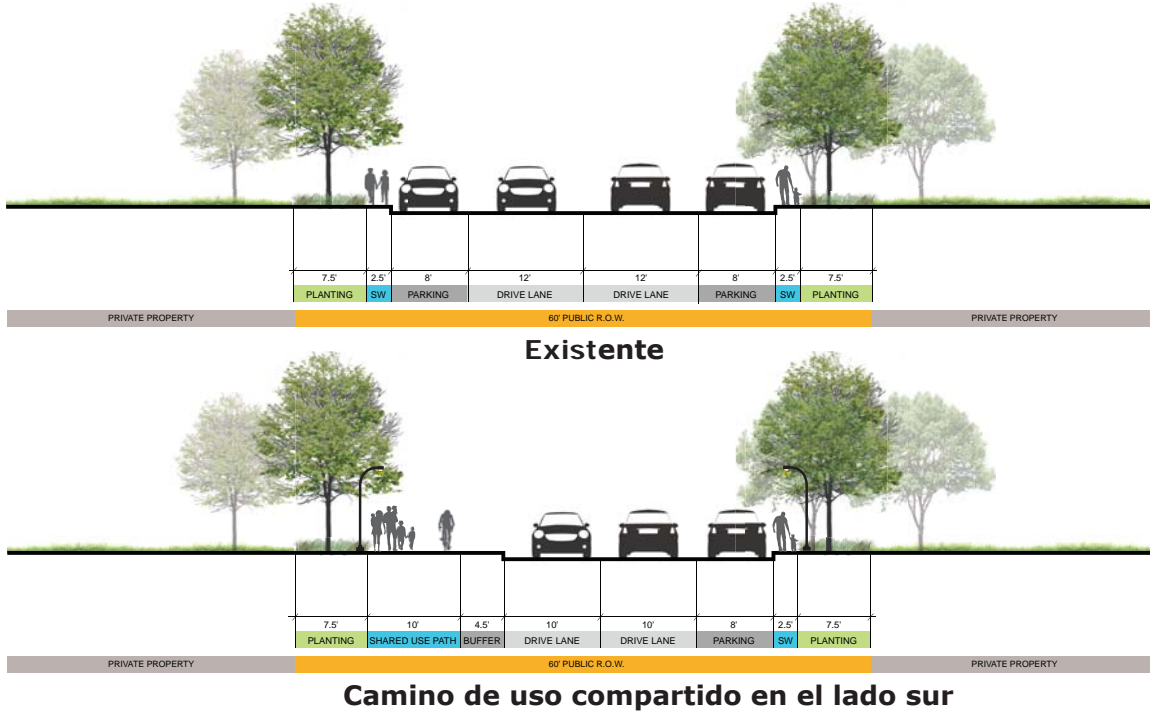 7.5' 2.5' 8' 12' 12' 8' 2.5' 7.5'
PLANTING SW PARKING DRIVE LANE DRIVE LANE PARKING SW PLANTING
PRIVATE PROPERTY 60' PUBLIC R.O.W. PRIVATE PROPERTY
Existente
7.5' 10' 4.5' 10' 10' 8' 2.5' 7.5'
PLANTING SHARED USE PATH BUFFER DRIVE LANE DRIVE LANE PARKING SW PLANTING
PRIVATE PROPERTY 60' PUBLIC R.O.W. PRIVATE PROPERTY
Camino de uso compartido en el lado sur